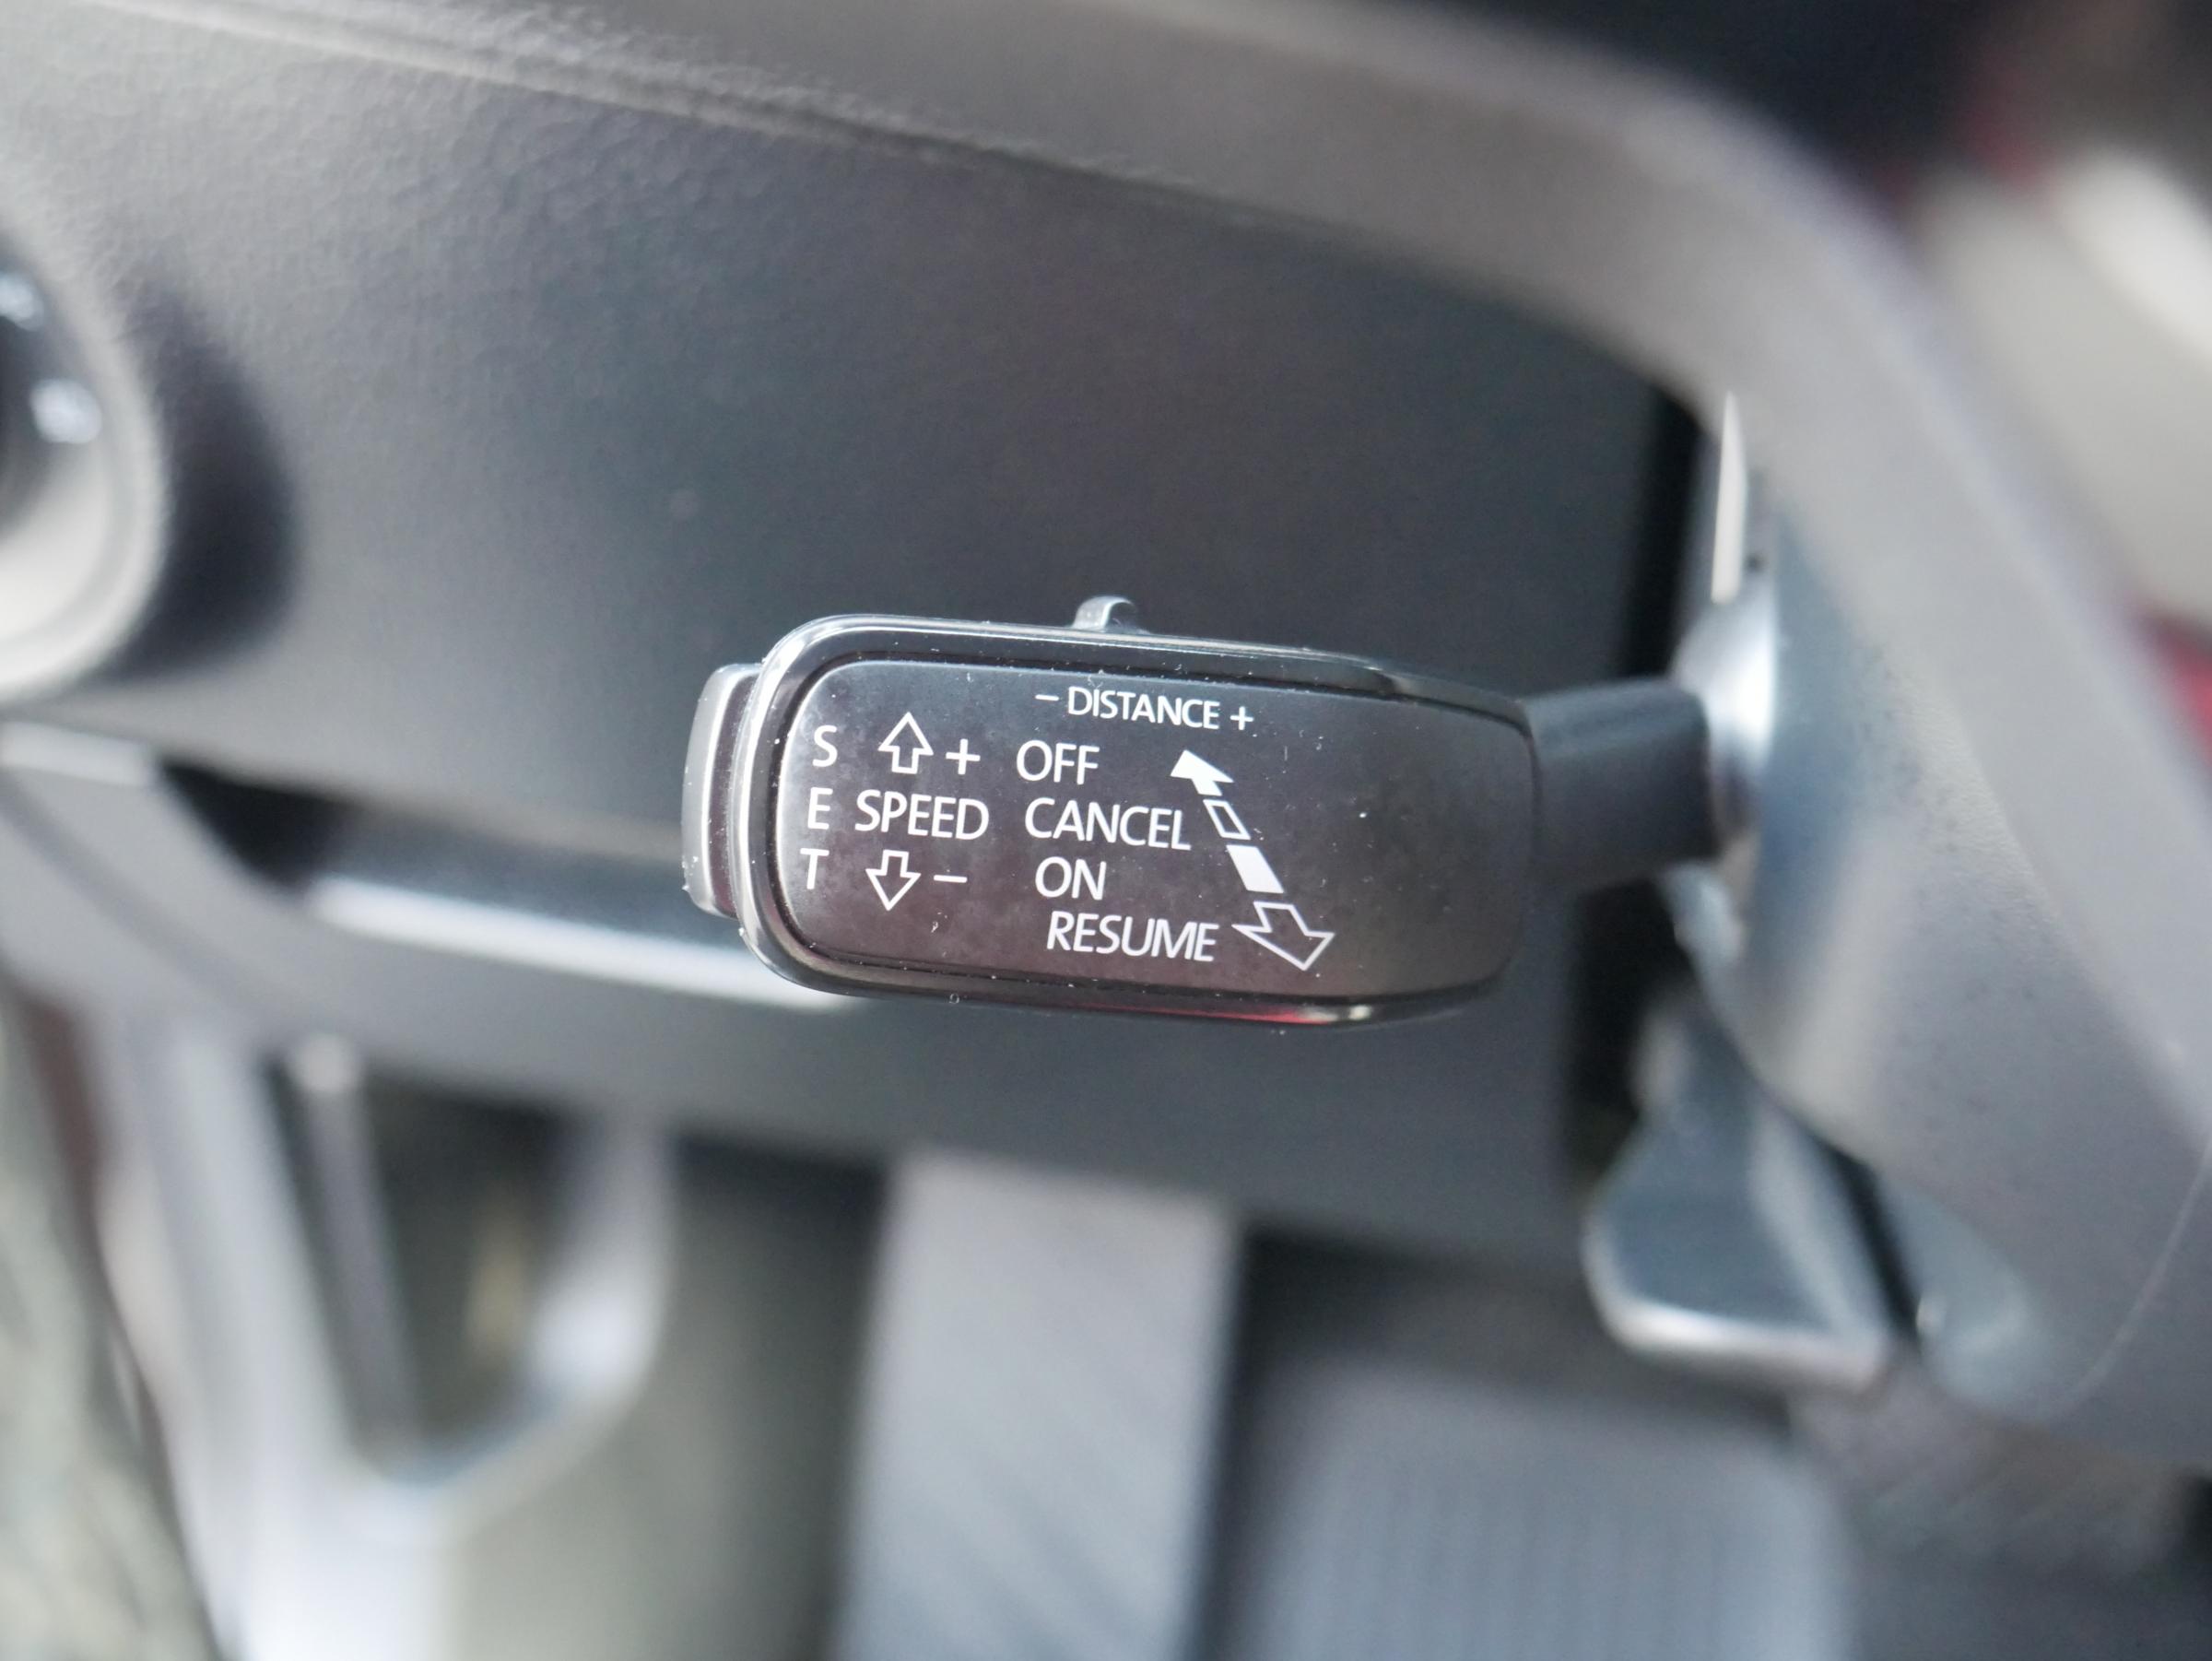 – DISTANCE +
S + OFF
E SPEED CANCEL
T – ON
RESUME